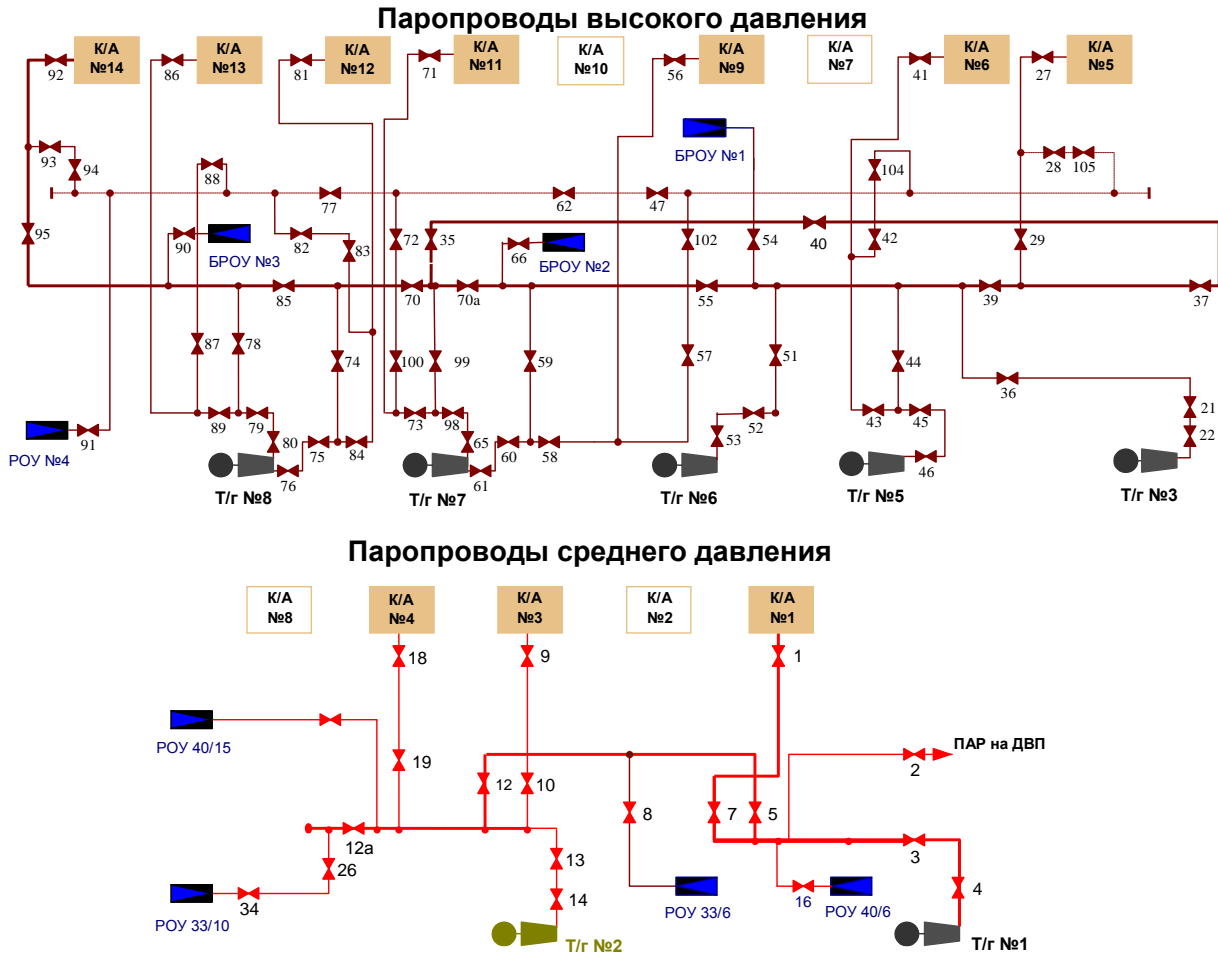 Паропроводы высокого давления
К/А
№14
К/А
№13
К/А
№12
К/А
№11
К/А
№10
К/А
№9
К/А
№7
К/А
№6
К/А
№5
92
86
81
71
56
41
27
БРОУ №1
93
94
88
104
28
105
77
62
47
95
90
БРОУ №3
82
83
72
35
66
БРОУ №2
102
54
40
42
29
85
70
70а
55
39
37
87
78
74
100
99
59
57
51
44
36
21
22
91
РОУ №4
89
79
80
75
84
76
73
98
65
60
58
61
53
52
43
45
46
Т/г №8
Т/г №7
Т/г №6
Т/г №5
Т/г №3
Паропроводы среднего давления
К/А
№8
К/А
№4
К/А
№3
К/А
№2
К/А
№1
18
9
1
РОУ 40/15
19
12
10
8
7
5
2
ПАР на ДВП
12а
26
13
3
34
14
16
4
РОУ 33/10
РОУ 33/6
РОУ 40/6
Т/г №2
Т/г №1